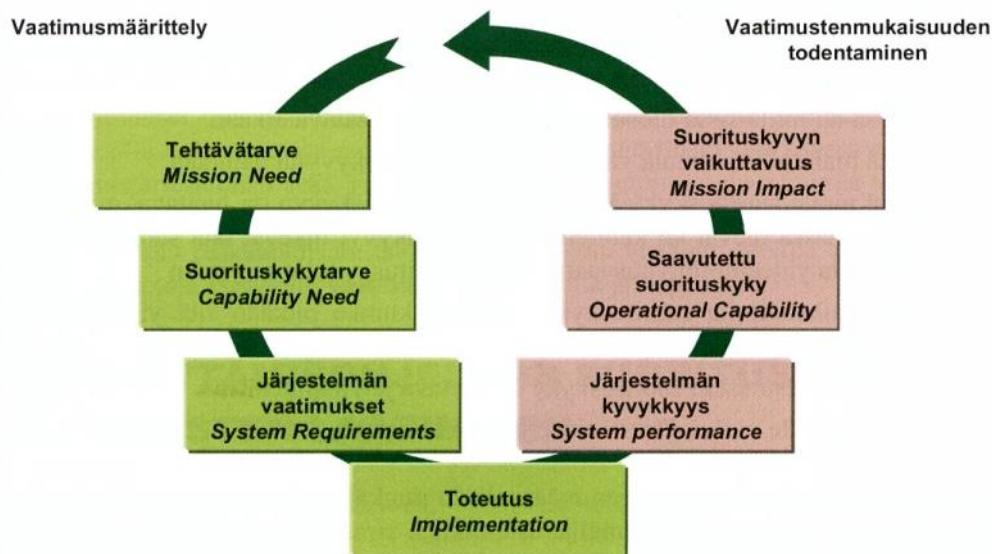 Vaatimusmäärittely
Vaatimustenmukaisuuden
todentaminen
Tehtävätarve
Mission Need
Suorituskyvyn
vaikuttavuus
Mission Impact
Suorituskykytarve
Capability Need
Saavutettu
suorituskyky
Operational Capability
Järjestelmän
vaatimukset
System Requirements
Järjestelmän
kyvykkyys
System performance
Toteutus
Implementation